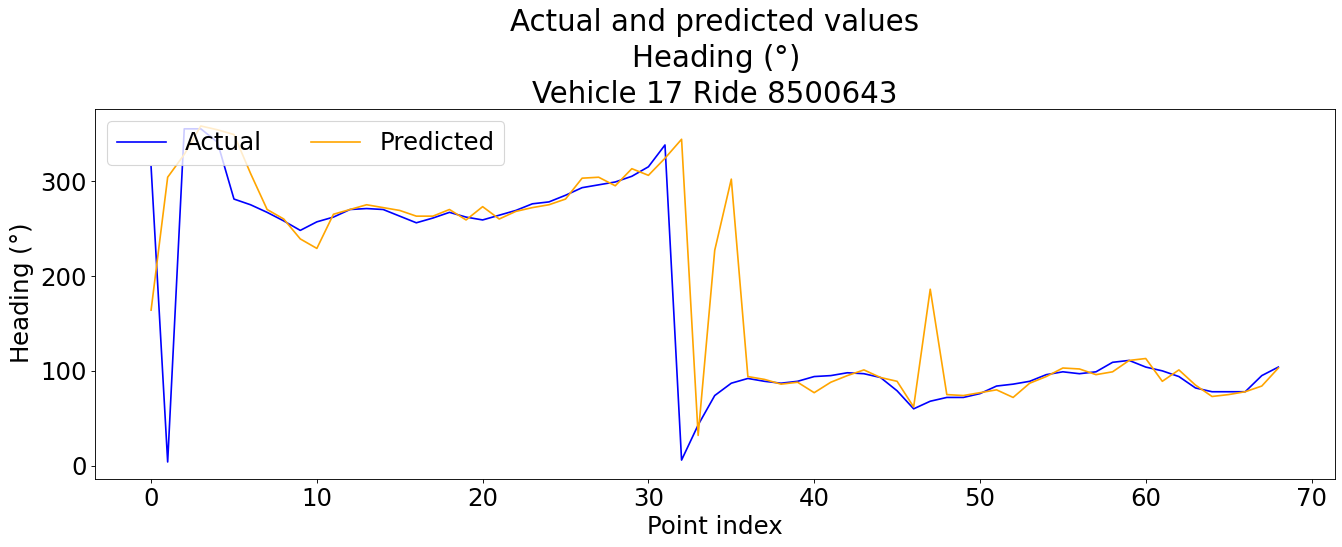 Actual and predicted values
Heading (°)
Vehicle 17 Ride 8500643
Actual Predicted
Heading (°)
300
200
100
0
0 10 20 30 40 50 60 70
Point index